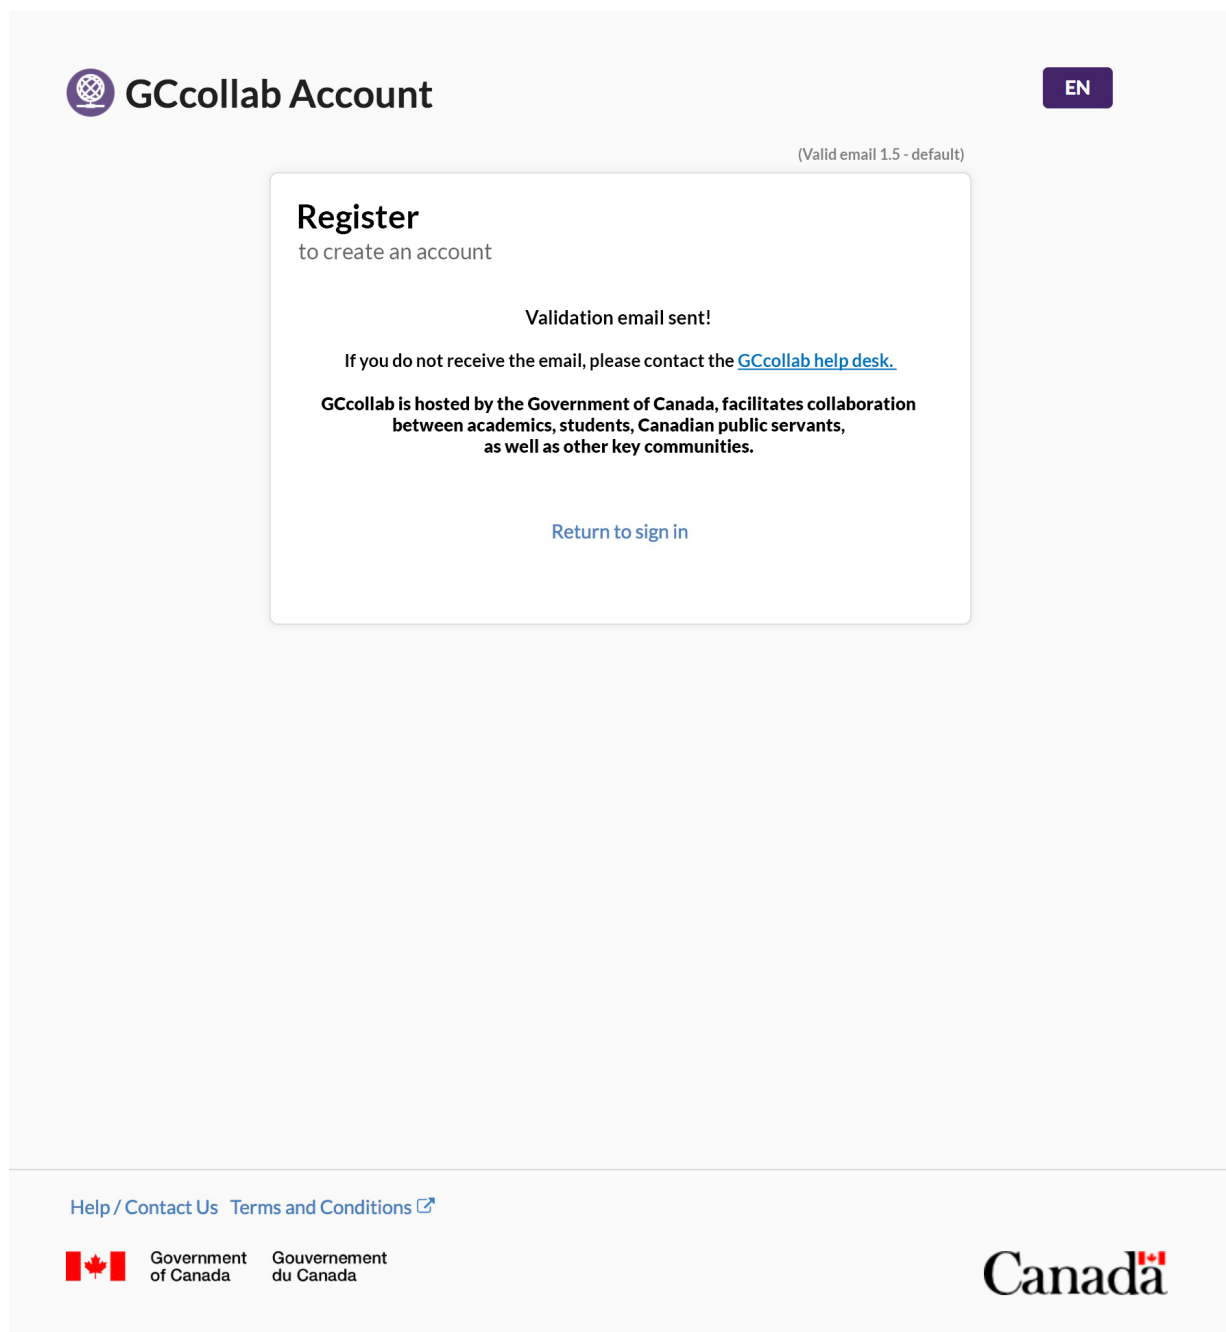 GCcollab Account
EN
(Valid email 1.5 - default)
Register
to create an account
Validation email sent!
If you do not receive the email, please contact the GCcollab help desk.
GCcollab is hosted by the Government of Canada, facilitates collaboration
between academics, students, Canadian public servants,
as well as other key communities.
Return to sign in
Help / Contact Us Terms and Conditions
Government Gouvernement
of Canada du Canada
Canada